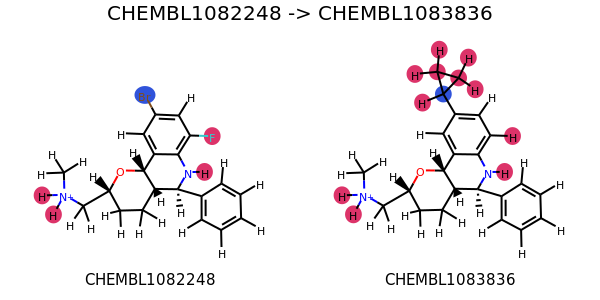 CHEMBL1082248 -> CHEMBL1083836
H H H H H H
H H F H
H H H H
H O N H H O N H
H H H H H H
H N+ H H N+ H
H H H H H H H H H H H H
H H H H H H H H
H H
CHEMBL1082248 CHEMBL1083836